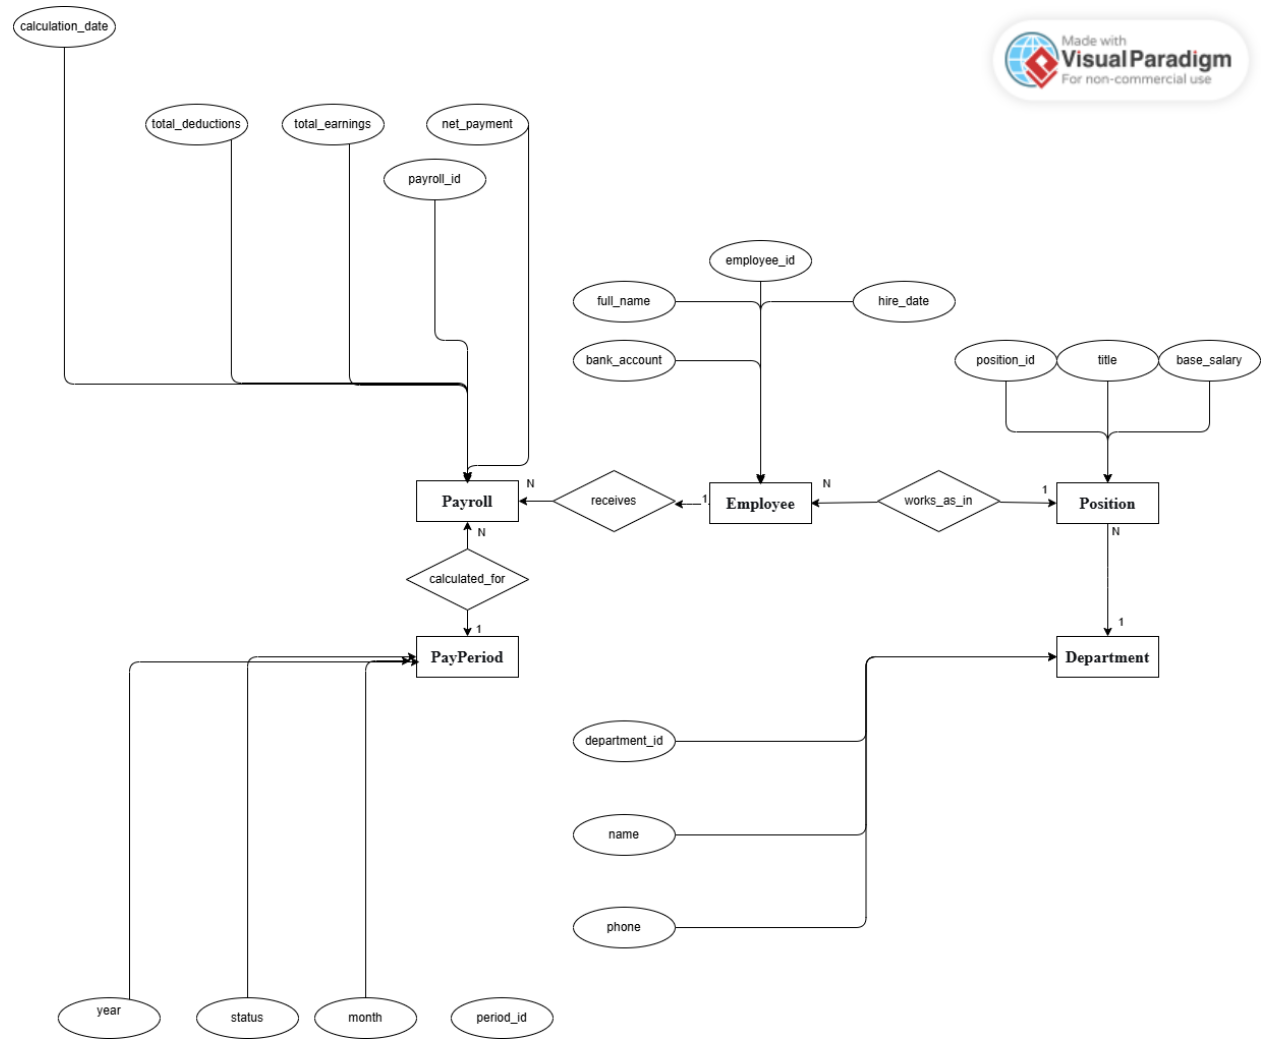 calculation_date
Made with
Visual Paradigm
For non-commercial use
total_deductions
total_earnings
net_payment
payroll_id
employee_id
full_name
hire_date
bank_account
position_id
title
base_salary
Payroll
N
receives
1
Employee
N
works_as_in
1
Position
N
N
calculated_for
1
1
PayPeriod
Department
department_id
name
phone
year
status
month
period_id